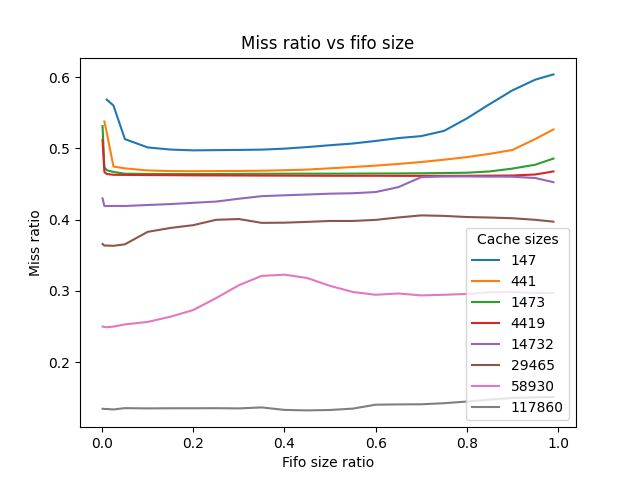 Miss ratio vs fifo size
0.6
0.5
0.4
0.3
0.2
Miss ratio
0.0 0.2 0.4 0.6 0.8 1.0
Fifo size ratio
Cache sizes
147
441
1473
4419
14732
29465
58930
117860